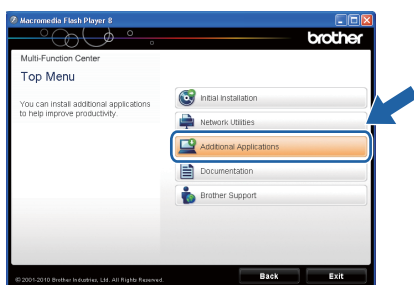 Macromedia Flash Player 8
brother
Multi-Function Center
Top Menu
You can install additional applications
to help improve productivity.
Initial Installation
Network Utilities
Additional Applications
Documentation
Brother Support
© 2001-2010 Brother Industries, Ltd. All Rights Reserved.
Back
Exit